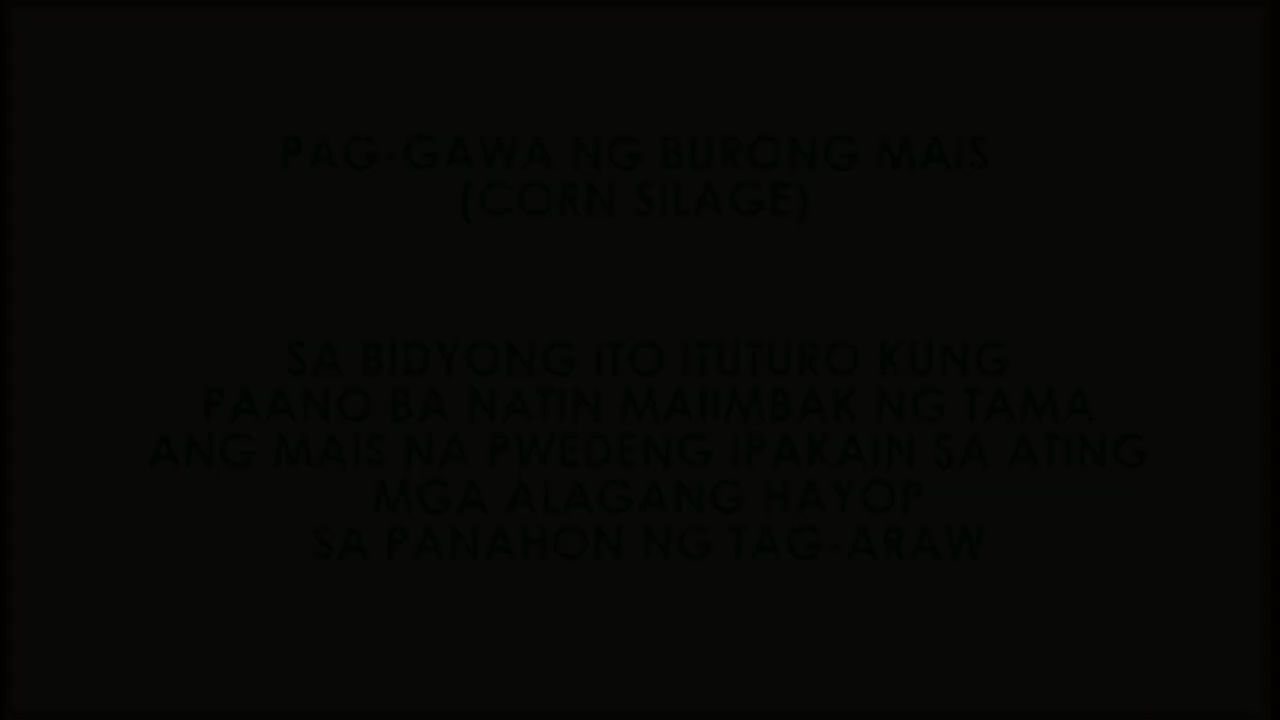 PAG-GAWA NG BURONG MAIS
(CORN SILAGE)
SA BIDYONG ITO ITUTURO KUNG
PAANO BA NATIN MAIIMBAK NG TAMA
ANG MAIS NA PWEDENG IPAKAIN SA ATING
MGA ALAGANG HAYOP
SA PANAHON NG TAG-ARAW